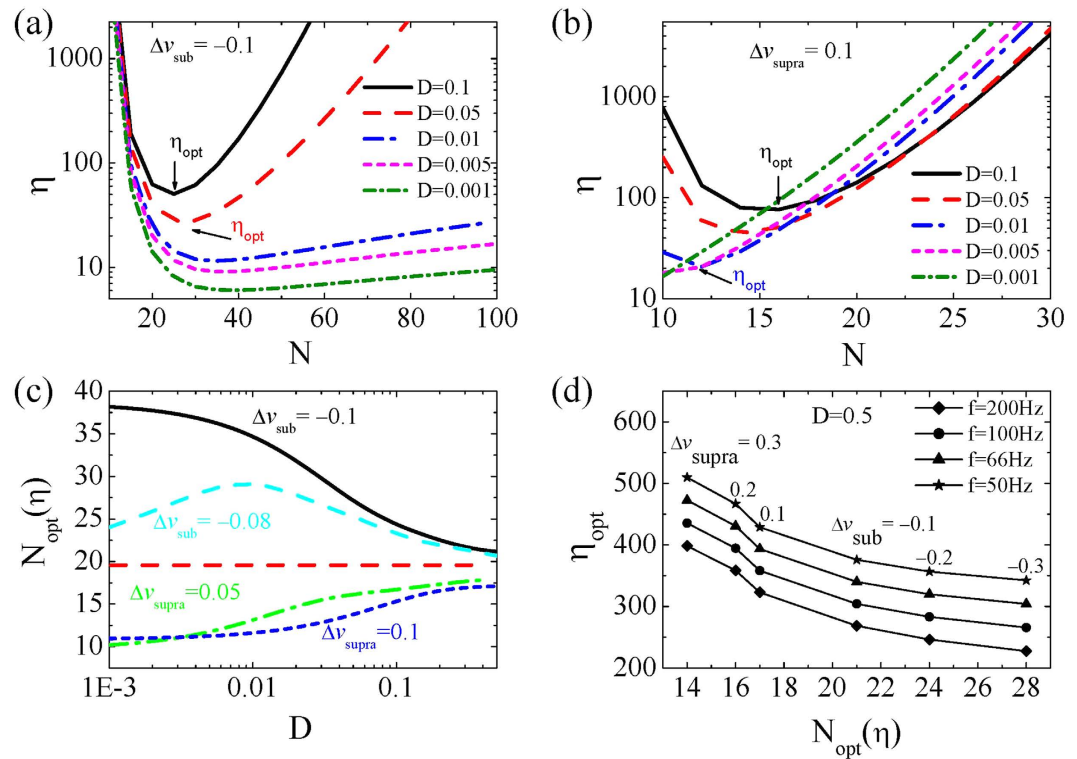 (a)
Δv_sub = –0.1
D=0.1
D=0.05
D=0.01
D=0.005
D=0.001
η_opt
η_opt
η
1000
100
10
20 40 60 80 100
N
(b)
Δv_supra = 0.1
η_opt
η_opt
D=0.1
D=0.05
D=0.01
D=0.005
D=0.001
η
1000
100
10
10 15 20 25 30
N
(c)
Δv_sub = –0.1
Δv_sub = –0.08
Δv_supra=0.05
Δv_supra=0.1
N_opt(η)
40
35
30
25
20
15
10
1E-3 0.01 0.1
D
(d)
D=0.5
f=200Hz
f=100Hz
f=66Hz
f=50Hz
Δv_supra = 0.3
0.2
0.1
Δv_sub = –0.1
–0.2
–0.3
η_opt
600
500
400
300
200
14 16 18 20 22 24 26 28
N_opt(η)